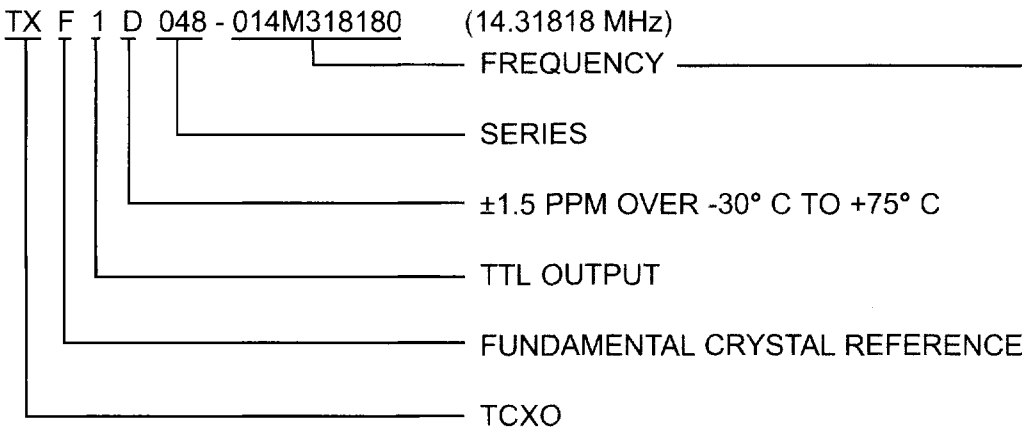 TX F 1 D 048 - 014M318180 (14.31818 MHz)
FREQUENCY
SERIES
±1.5 PPM OVER -30° C TO +75° C
TTL OUTPUT
FUNDAMENTAL CRYSTAL REFERENCE
TCXO